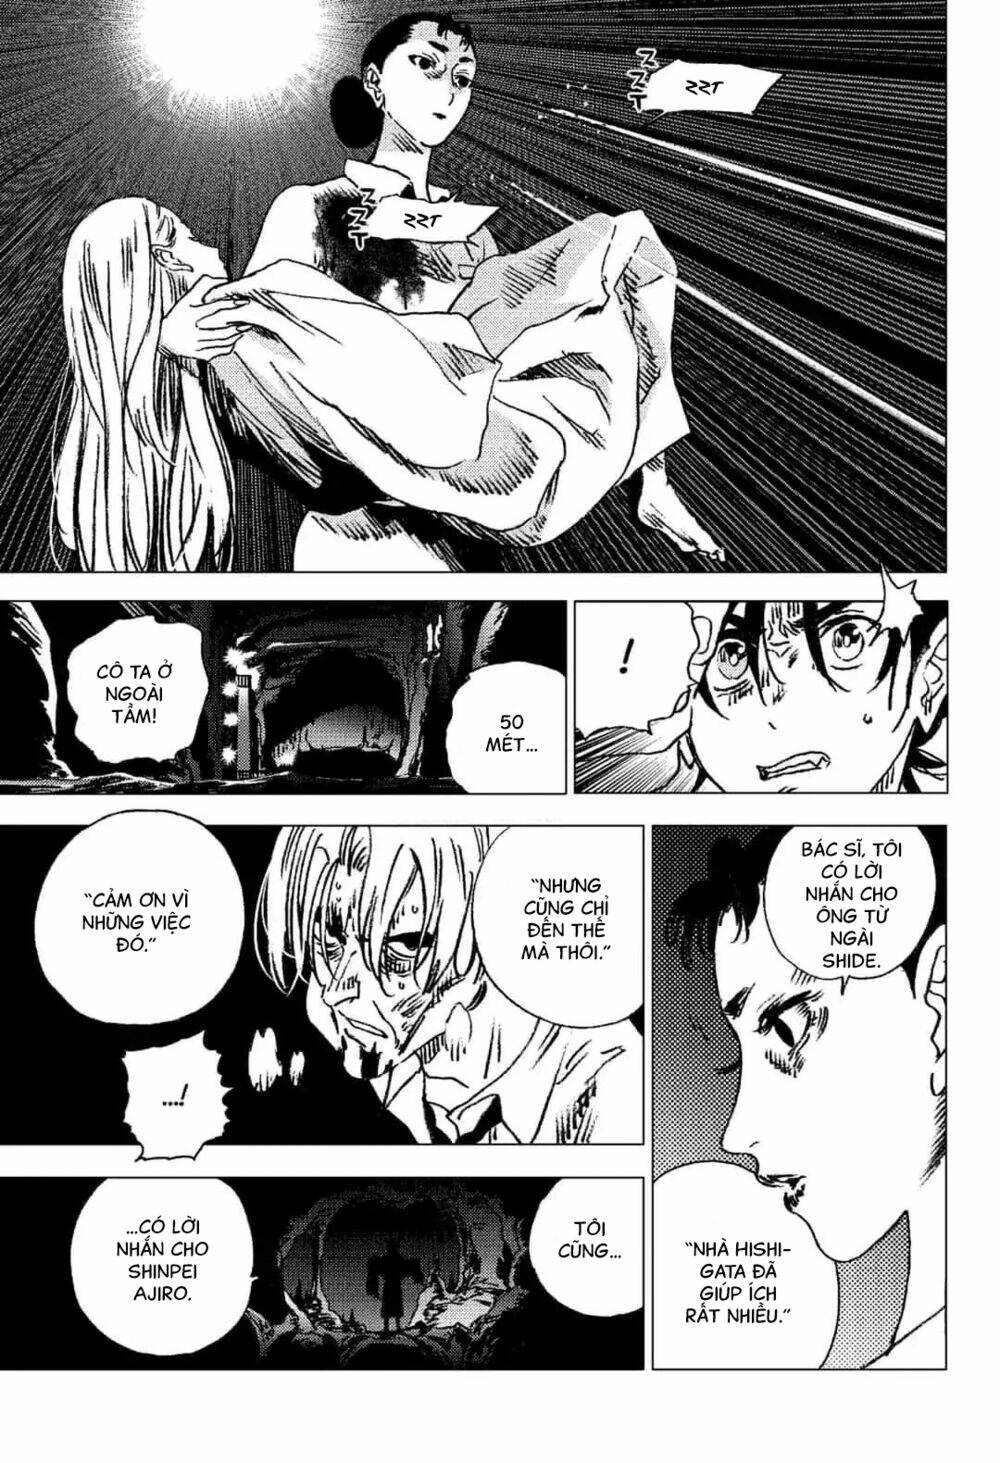 ZZT
ZZT
ZZT
ZZT
!
50
MÉT...
CÔ TA Ở
NGOÀI
TẦM!
BÁC SĨ, TÔI
CÓ LỜI
NHẮN CHO
ÔNG TỪ
NGÀI
SHIDE.
“NHÀ HISHI-
GATA ĐÃ
GIÚP ÍCH
RẤT NHIỀU.”
“NHƯNG
CŨNG CHỈ
ĐẾN THẾ
MÀ THÔI.”
“CẢM ƠN VÌ
NHỮNG VIỆC
ĐÓ.”
....!
TÔI
CŨNG...
...CÓ LỜI
NHẮN CHO
SHINPEI
AJIRO.